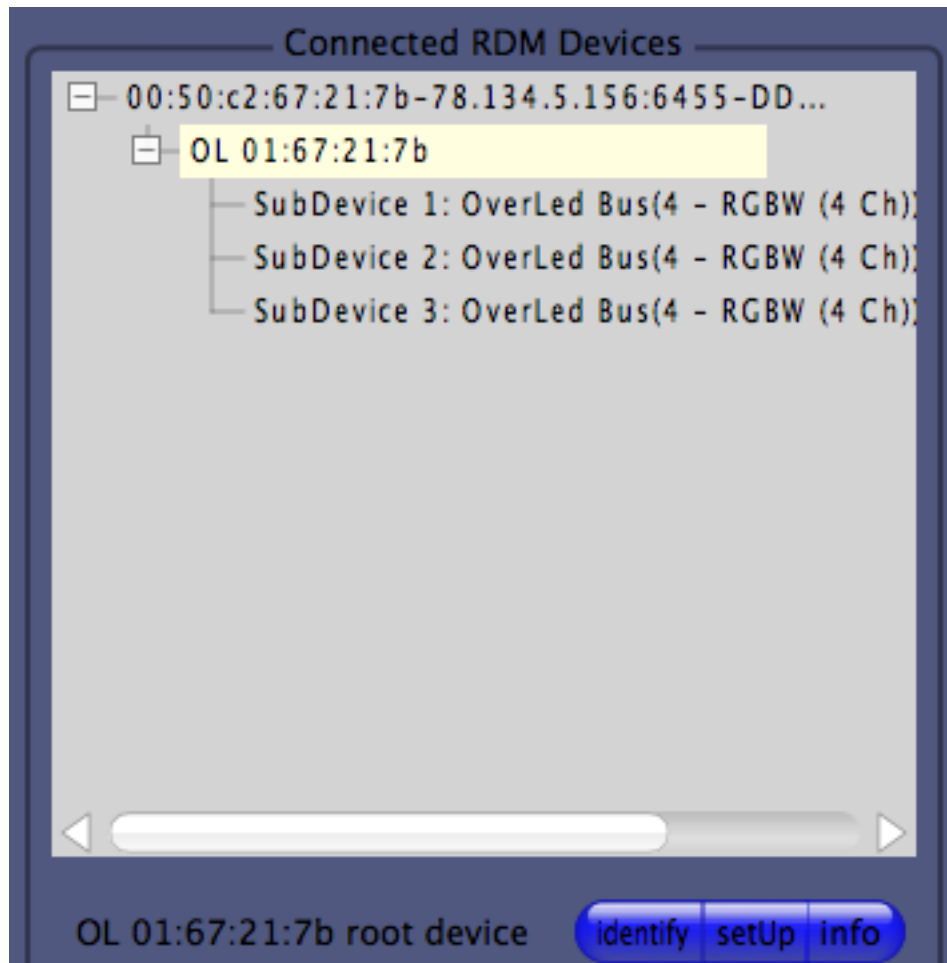 Connected RDM Devices
00:50:c2:67:21:7b-78.134.5.156:6455-DD...
OL 01:67:21:7b
SubDevice 1: OverLed Bus(4 - RGBW (4 Ch))
SubDevice 2: OverLed Bus(4 - RGBW (4 Ch))
SubDevice 3: OverLed Bus(4 - RGBW (4 Ch))
OL 01:67:21:7b root device
identify setUp info